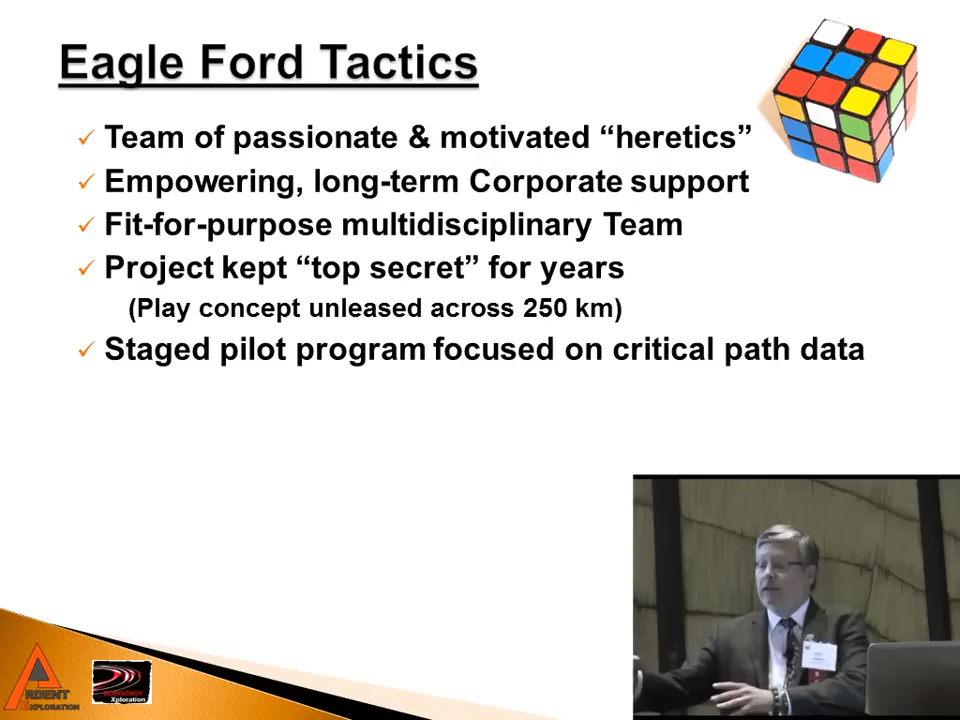 Eagle Ford Tactics
✓ Team of passionate & motivated “heretics”
✓ Empowering, long-term Corporate support
✓ Fit-for-purpose multidisciplinary Team
✓ Project kept “top secret” for years
(Play concept unleased across 250 km)
✓ Staged pilot program focused on critical path data
ARDENT
EXPLORATION
Xploration